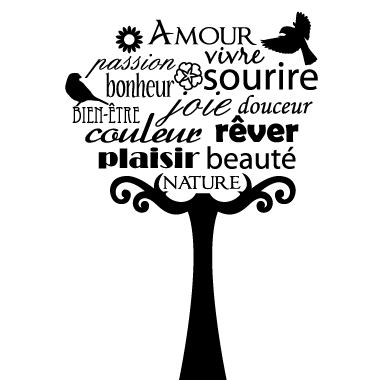 AMOUR
passion vivre
bonheur sourire
joie douceur
BIEN-ÊTRE
couleur rêver
plaisir beauté
NATURE